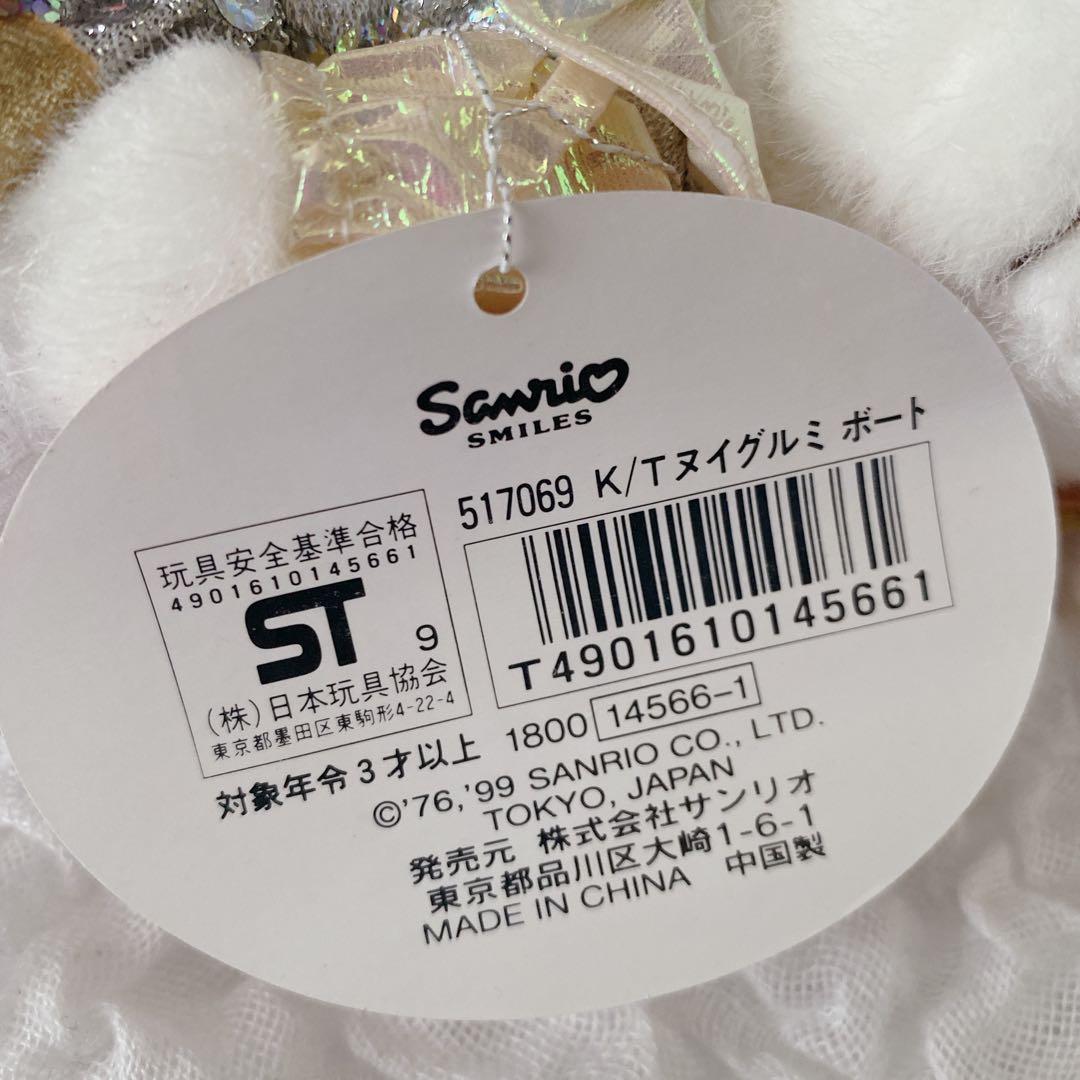 Sanrio
SMILES
517069 K/Tヌイグルミ ボート
玩具安全基準合格
4901610145661
ST 9
(株)日本玩具協会
東京都墨田区東駒形4-22-4
T4901610145661
対象年令3才以上 1800 14566-1
©'76,'99 SANRIO CO., LTD.
TOKYO, JAPAN
発売元 株式会社サンリオ
東京都品川区大崎1-6-1
MADE IN CHINA 中国製